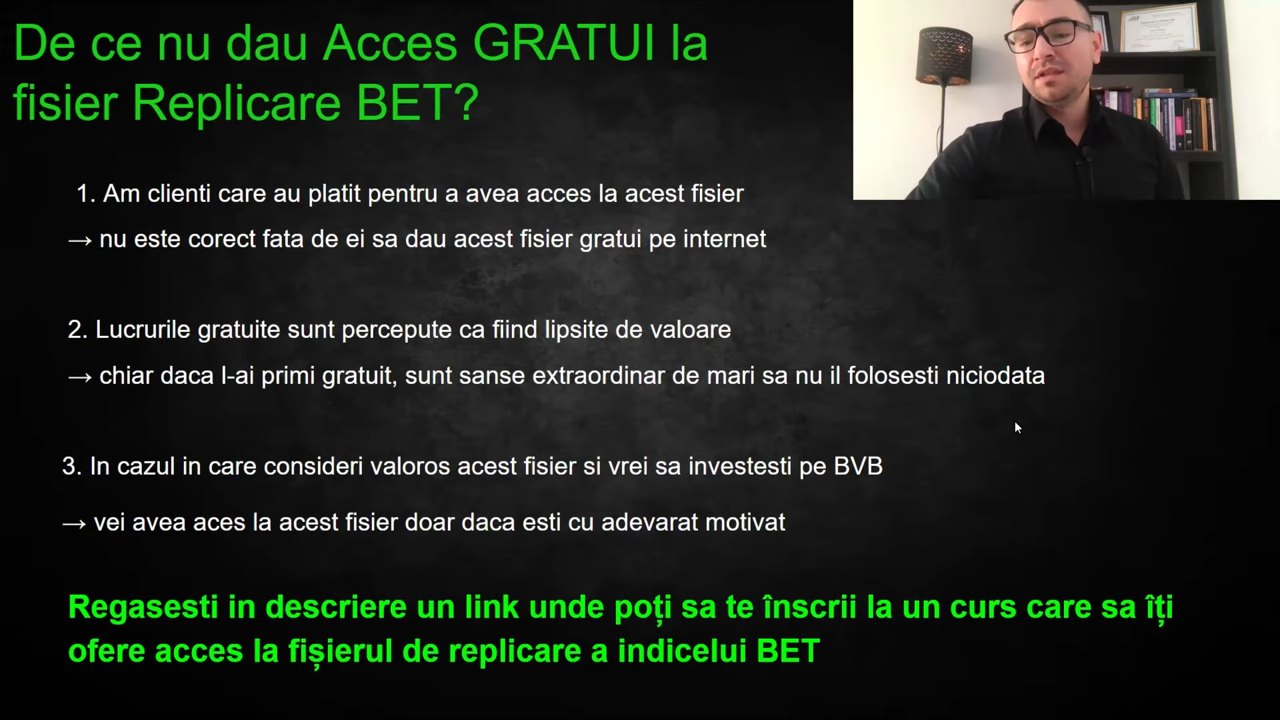 De ce nu dau Acces GRATUI la
fisier Replicare BET?
1. Am clienti care au platit pentru a avea acces la acest fisier
→ nu este corect fata de ei sa dau acest fisier gratui pe internet
2. Lucrurile gratuite sunt percepute ca fiind lipsite de valoare
→ chiar daca l-ai primi gratuit, sunt sanse extraordinar de mari sa nu il folosesti niciodata
3. In cazul in care consideri valoros acest fisier si vrei sa investesti pe BVB
→ vei avea aces la acest fisier doar daca esti cu adevarat motivat
Regasesti in descriere un link unde poți sa te înscrii la un curs care sa îți
ofere acces la fișierul de replicare a indicelui BET